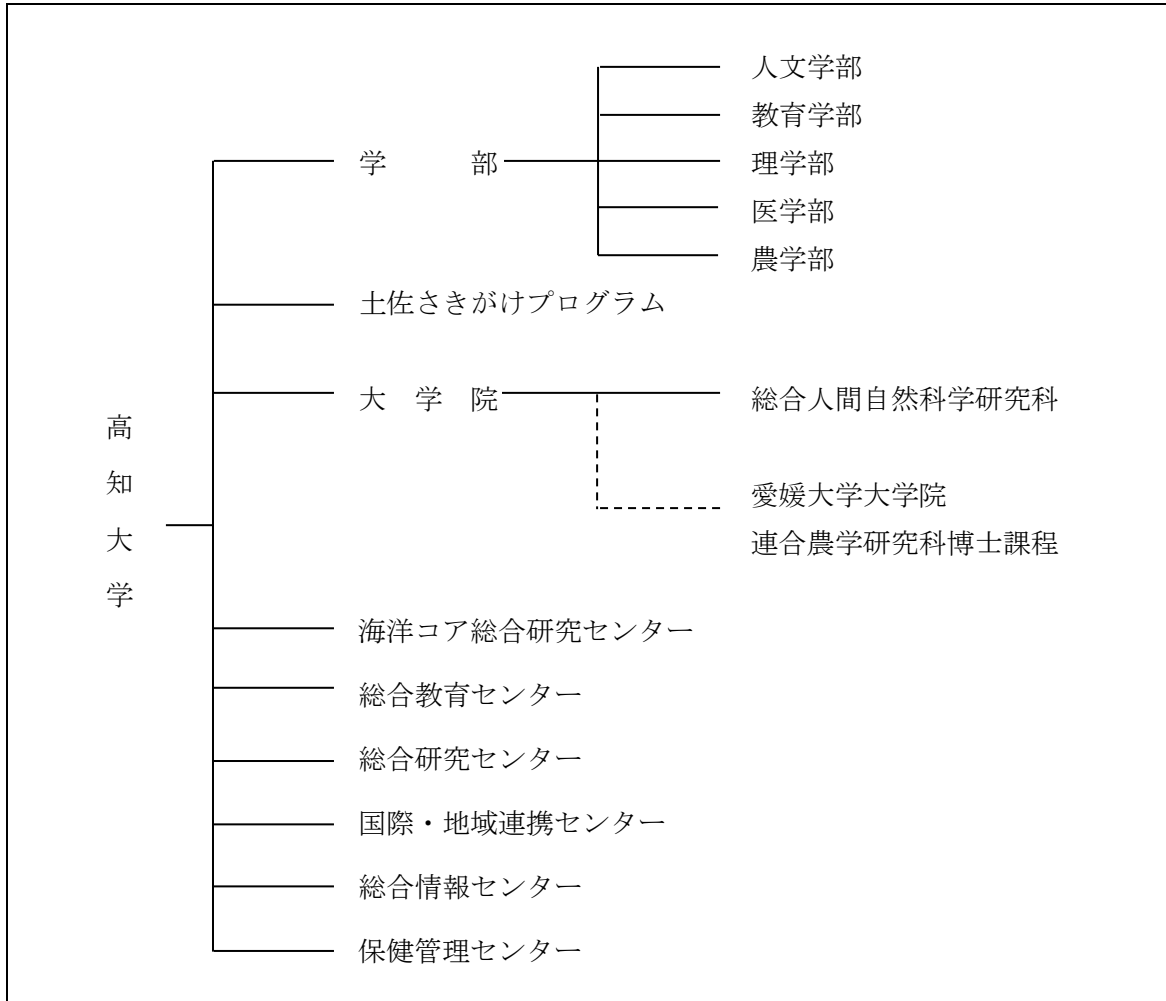 人文学部
教育学部
学 部
理学部
医学部
農学部
土佐さきがけプログラム
大 学 院
総合人間自然科学研究科
高知大学
愛媛大学大学院
連合農学研究科博士課程
海洋コア総合研究センター
総合教育センター
総合研究センター
国際・地域連携センター
総合情報センター
保健管理センター